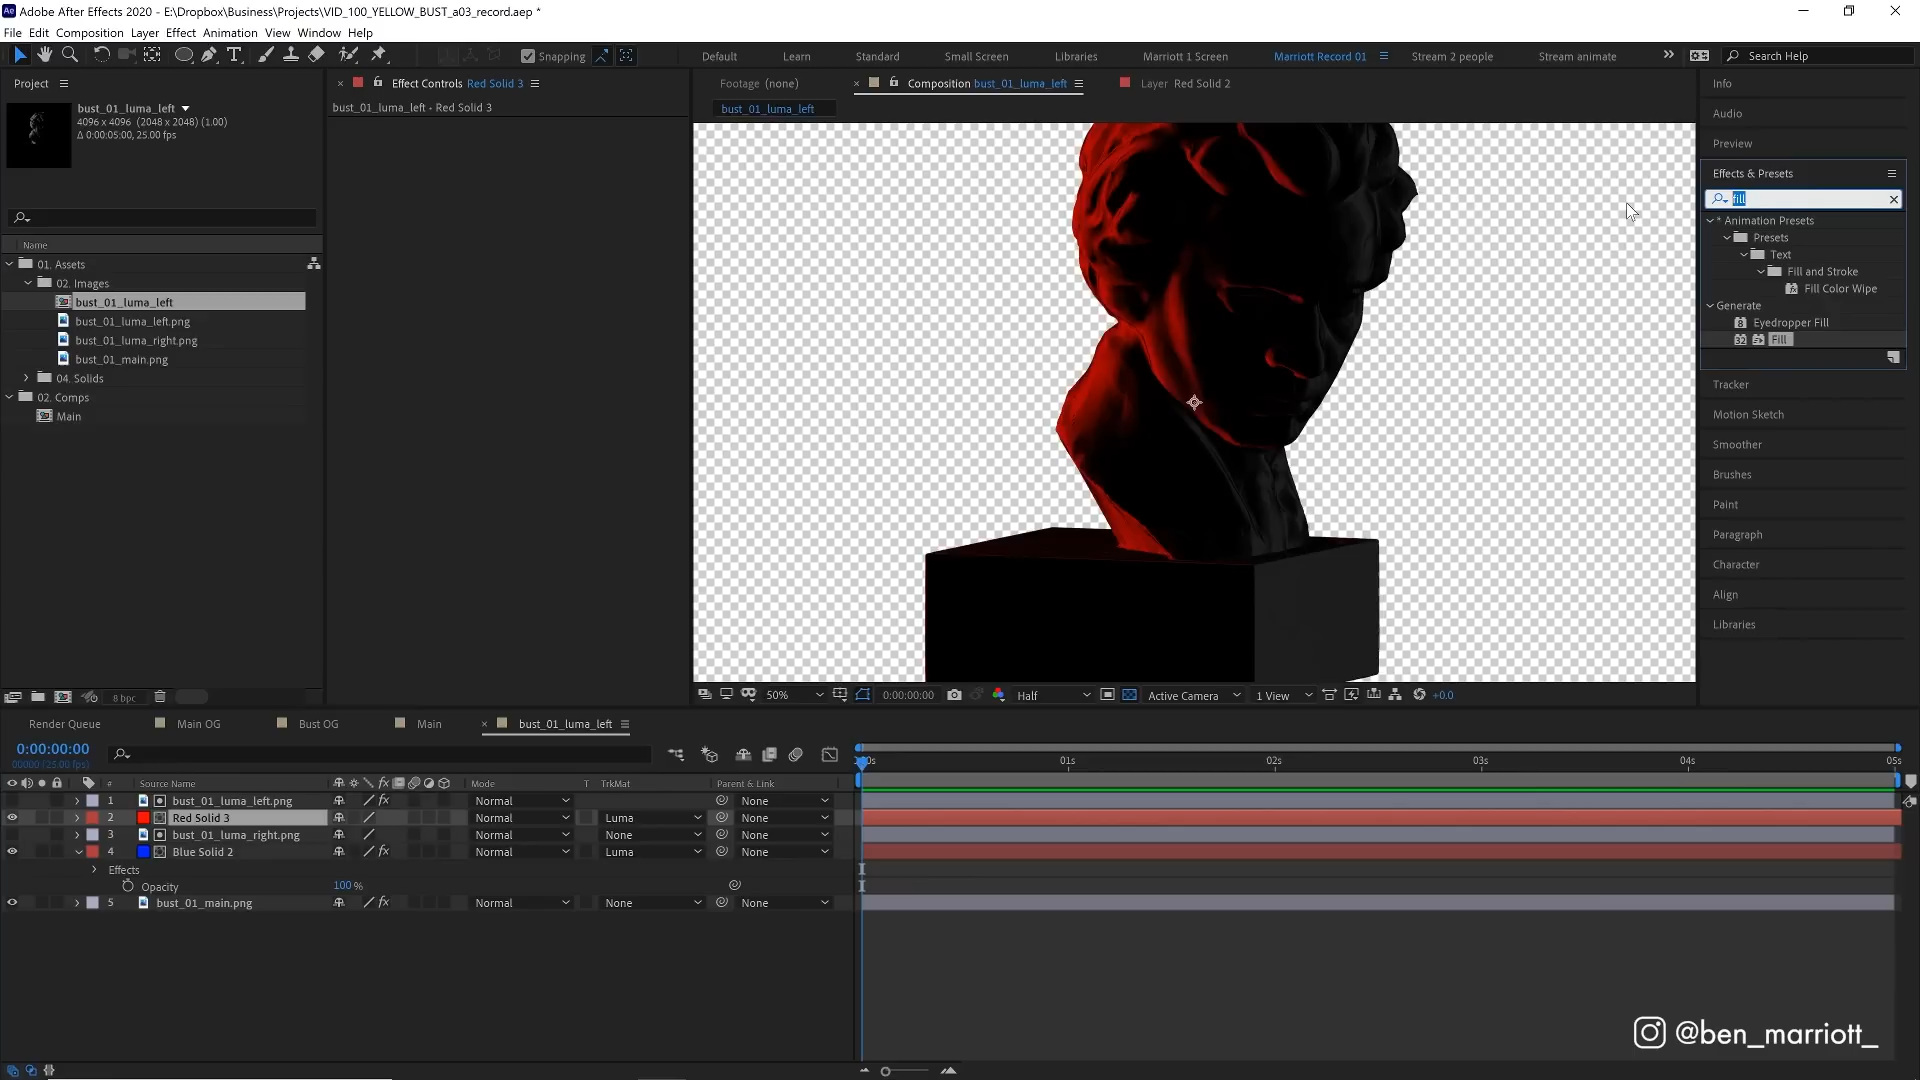 Adobe After Effects 2020 - E:\Dropbox\Business\Projects\VID_100_YELLOW_BUST_a03_record.aep *
File Edit Composition Layer Effect Animation View Window Help
Snapping
Default Learn Standard Small Screen Libraries Marriott 1 Screen Marriott Record 01 Stream 2 people Stream animate Search Help
Project
bust_01_luma_left
4096 x 4096 (2048 x 2048) (1.00)
Δ 0:00:05:00, 25.00 fps
Name
01. Assets
02. Images
bust_01_luma_left
bust_01_luma_left.png
bust_01_luma_right.png
bust_01_main.png
04. Solids
02. Comps
Main
8 bpc
Effect Controls Red Solid 3
bust_01_luma_left - Red Solid 3
Footage (none) Composition bust_01_luma_left Layer Red Solid 2
bust_01_luma_left
50% 0:00:00:00 Half Active Camera 1 View +0.0
Info
Audio
Preview
Effects & Presets
fill
* Animation Presets
Presets
Text
Fill and Stroke
Fill Color Wipe
Generate
Eyedropper Fill
32 Fill
Tracker
Motion Sketch
Smoother
Brushes
Paint
Paragraph
Character
Align
Libraries
Render Queue Main OG Bust OG Main bust_01_luma_left
0:00:00:00
00000 (25.00 fps)
# Source Name Mode T TrkMat Parent & Link
:00s 01s 02s 03s 04s 05s
1 bust_01_luma_left.png Normal None
2 Red Solid 3 Normal Luma None
3 bust_01_luma_right.png Normal None None
4 Blue Solid 2 Normal Luma None
Effects
Opacity 100 %
5 bust_01_main.png Normal None None
@ben_marriott_